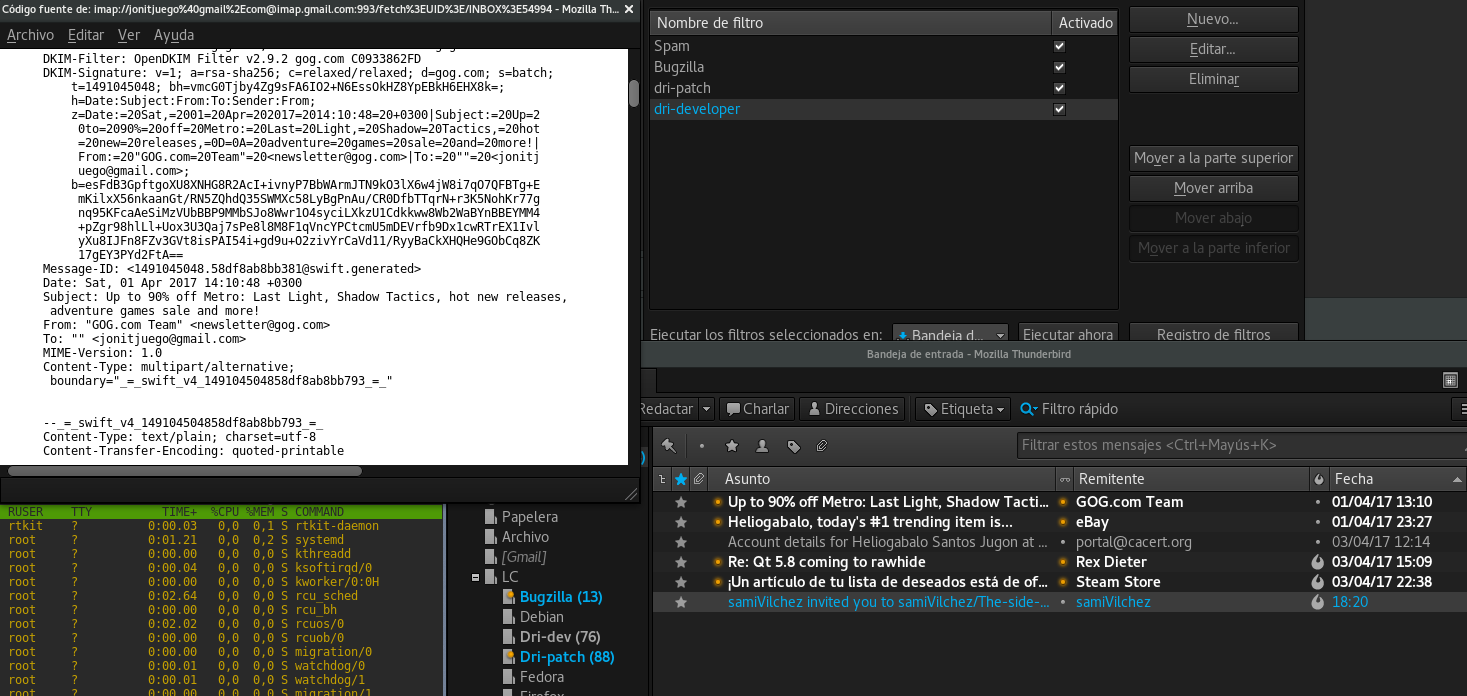 Código fuente de: imap://jonitjuego%40gmail%2Ecom@imap.gmail.com:993/fetch%3EUID%3E/INBOX%3E54994 - Mozilla Th...
Archivo Editar Ver Ayuda
DKIM-Filter: OpenDKIM Filter v2.9.2 gog.com C0933862FD
DKIM-Signature: v=1; a=rsa-sha256; c=relaxed/relaxed; d=gog.com; s=batch;
t=1491045048; bh=vmcG0Tjby4Zg9sFA6IO2+N6EssOkHZ8YpEBkH6EHX8k=;
h=Date:Subject:From:To:Sender:From;
z=Date:=20Sat,=2001=20Apr=202017=2014:10:48=20+0300|Subject:=20Up=2
0to=2090%=20off=20Metro:=20Last=20Light,=20Shadow=20Tactics,=20hot
=20new=20releases,=0D=0A=20adventure=20games=20sale=20and=20more!|
From:=20"GOG.com=20Team"=20<newsletter@gog.com>|To:=20""=20<jonitj
uego@gmail.com>;
b=esFdB3GpftgoXU8XNHG8R2AcI+ivnyP7BbWArmJTN9kO3lX6w4jW8i7qO7QFBTg+E
mKilxX56nkaanGt/RN5ZQhdQ35SWMXc58LyBgPnAu/CR0DfbTTqrN+r3K5NohKr77g
nq95KFcaAeSiMzVUbBBP9MMbSJo8Wwr1O4syciLXkzU1Cdkkww8Wb2WaBYnBBEYMM4
+pZgr98hlLl+Uox3U3Qaj7sPe8l8M8F1qVncYPCtcmU5mDEVrfb9Dx1cwRTrEX1Ivl
yXu8IJFn8FZv3GVt8isPAI54i+gd9u+O2zivYrCaVd11/RyyBaCkXHQHe9GObCq8ZK
17gEY3PYd2FtA==
Message-ID: <1491045048.58df8ab8bb381@swift.generated>
Date: Sat, 01 Apr 2017 14:10:48 +0300
Subject: Up to 90% off Metro: Last Light, Shadow Tactics, hot new releases,
adventure games sale and more!
From: "GOG.com Team" <newsletter@gog.com>
To: "" <jonitjuego@gmail.com>
MIME-Version: 1.0
Content-Type: multipart/alternative;
boundary="_=_swift_v4_149104504858df8ab8bb793_=_"
--_=_swift_v4_149104504858df8ab8bb793_=_
Content-Type: text/plain; charset=utf-8
Content-Transfer-Encoding: quoted-printable
Nombre de filtro Activado
Spam
Bugzilla
dri-patch
dri-developer
Nuevo...
Editar...
Eliminar
Mover a la parte superior
Mover arriba
Mover abajo
Mover a la parte inferior
Ejecutar los filtros seleccionados en: Bandeja d... Ejecutar ahora Registro de filtros
Bandeja de entrada - Mozilla Thunderbird
Redactar Charlar Direcciones Etiqueta Filtro rápido
Filtrar estos mensajes <Ctrl+Mayús+K>
Asunto Remitente Fecha
Up to 90% off Metro: Last Light, Shadow Tacti... GOG.com Team 01/04/17 13:10
Heliogabalo, today's #1 trending item is... eBay 01/04/17 23:27
Account details for Heliogabalo Santos Jugon at ... portal@cacert.org 03/04/17 12:14
Re: Qt 5.8 coming to rawhide Rex Dieter 03/04/17 15:09
¡Un artículo de tu lista de deseados está de of... Steam Store 03/04/17 22:38
samiVilchez invited you to samiVilchez/The-side-... samiVilchez 18:20
RUSER TTY TIME+ %CPU %MEM S COMMAND
rtkit ? 0:00.03 0,0 0,1 S rtkit-daemon
root ? 0:01.21 0,0 0,2 S systemd
root ? 0:00.00 0,0 0,0 S kthreadd
root ? 0:00.04 0,0 0,0 S ksoftirqd/0
root ? 0:00.00 0,0 0,0 S kworker/0:0H
root ? 0:02.64 0,0 0,0 S rcu_sched
root ? 0:00.00 0,0 0,0 S rcu_bh
root ? 0:02.02 0,0 0,0 S rcuos/0
root ? 0:00.00 0,0 0,0 S rcuob/0
root ? 0:00.00 0,0 0,0 S migration/0
root ? 0:00.01 0,0 0,0 S watchdog/0
root ? 0:00.01 0,0 0,0 S watchdog/1
root ? 0:00.00 0,0 0,0 S migration/1
Papelera
Archivo
[Gmail]
LC
Bugzilla (13)
Debian
Dri-dev (76)
Dri-patch (88)
Fedora
Firefox